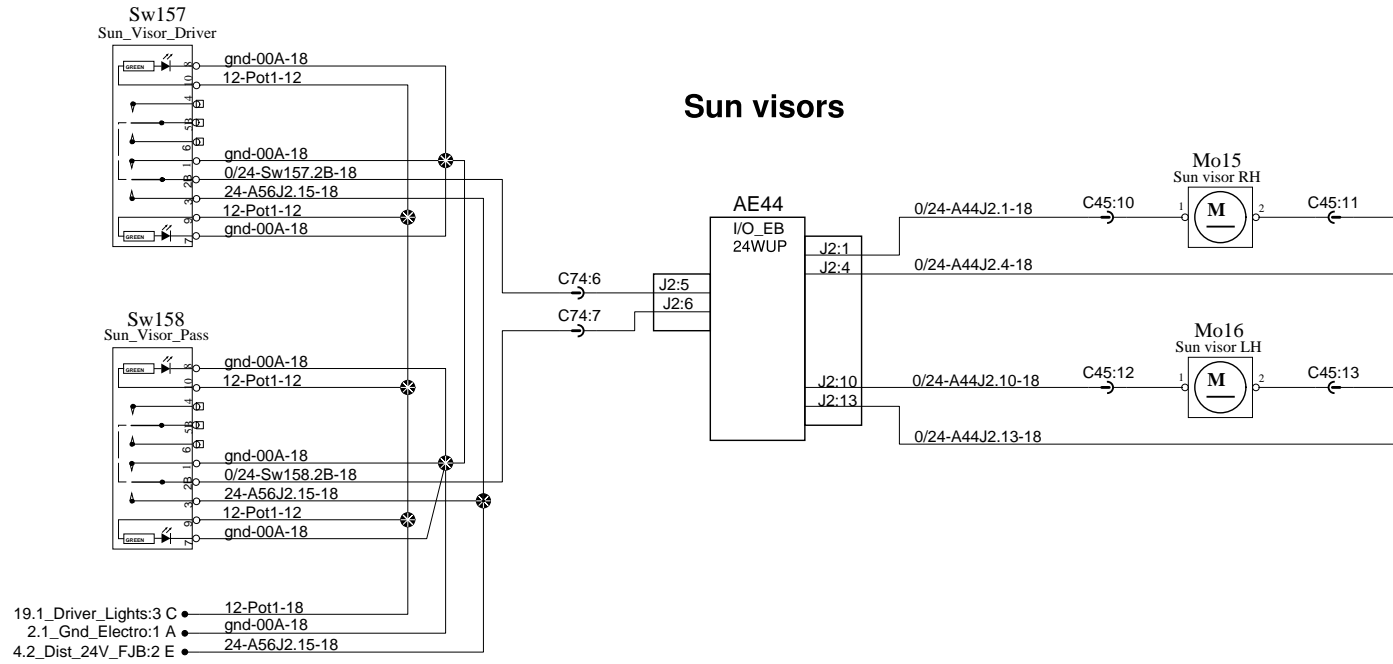 Sun visors
Sw157
Sun_Visor_Driver
GREEN
8 gnd-00A-18
10 12-Pot1-12
4
5B
6
1 gnd-00A-18
2B 0/24-Sw157.2B-18
3 24-A56J2.15-18
9 12-Pot1-12
GREEN
7 gnd-00A-18
Sw158
Sun_Visor_Pass
GREEN
8 gnd-00A-18
10 12-Pot1-12
4
5B
6
1 gnd-00A-18
2B 0/24-Sw158.2B-18
3 24-A56J2.15-18
9 12-Pot1-12
GREEN
7 gnd-00A-18
19.1_Driver_Lights:3 C 12-Pot1-18
2.1_Gnd_Electro:1 A gnd-00A-18
4.2_Dist_24V_FJB:2 E 24-A56J2.15-18
C74:6
C74:7
AE44
I/O_EB
24WUP
J2:5
J2:6
J2:1
J2:4
J2:10
J2:13
0/24-A44J2.1-18
0/24-A44J2.4-18
C45:10
Mo15
Sun visor RH
1 M 2
C45:11
0/24-A44J2.10-18
0/24-A44J2.13-18
C45:12
Mo16
Sun visor LH
1 M 2
C45:13